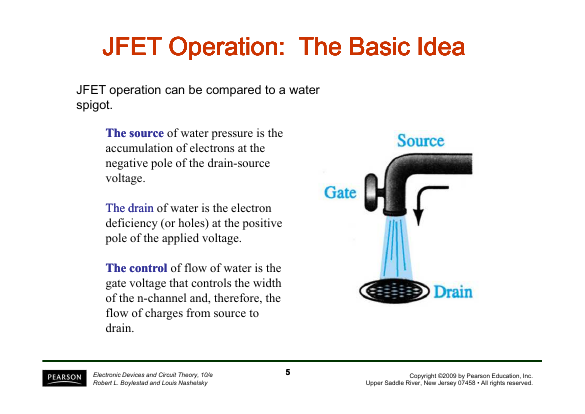 JFET Operation:  The Basic Idea
JFET operation can be compared to a water
spigot.
The source of water pressure is the
accumulation of electrons at the
negative pole of the drain-source
voltage.
The drain of water is the electron
deficiency (or holes) at the positive
pole of the applied voltage.
The control of flow of water is the
gate voltage that controls the width
of the n-channel and, therefore, the
flow of charges from source to
drain.
Source
Gate
Drain
PEARSON
Electronic Devices and Circuit Theory, 10/e
Robert L. Boylestad and Louis Nashelsky
5
Copyright ©2009 by Pearson Education, Inc.
Upper Saddle River, New Jersey 07458 • All rights reserved.